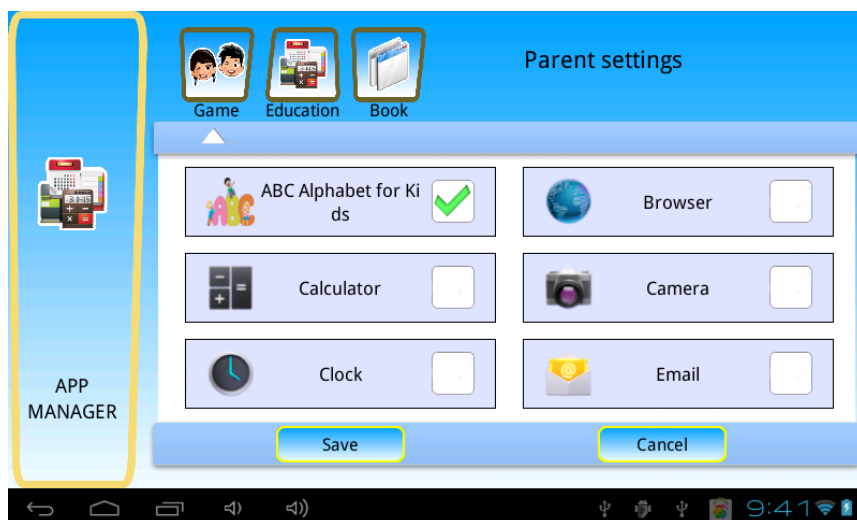 Parent settings
Game
Education
Book
ABC Alphabet for Ki
ds
Browser
Calculator
Camera
Clock
Email
APP
MANAGER
Save
Cancel
9:41